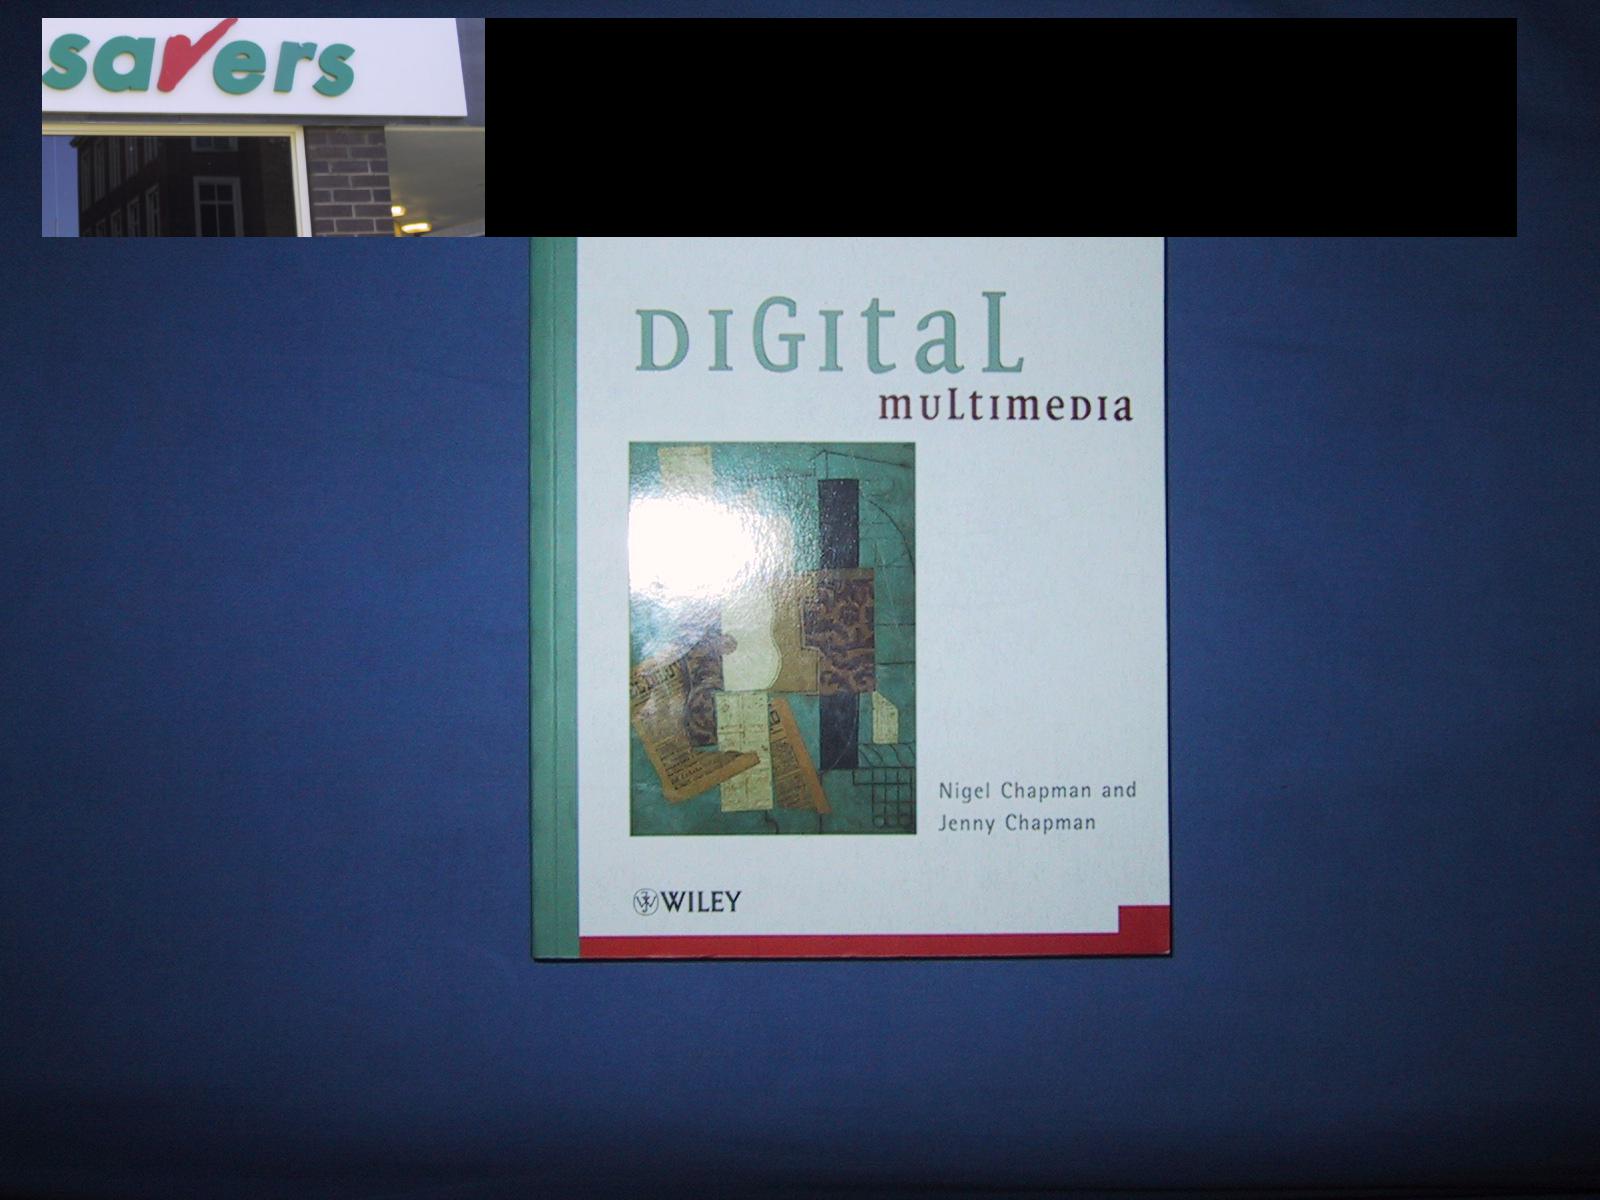 savers
DIGItaL
muLtImeDIa
Nigel Chapman and
Jenny Chapman
WILEY